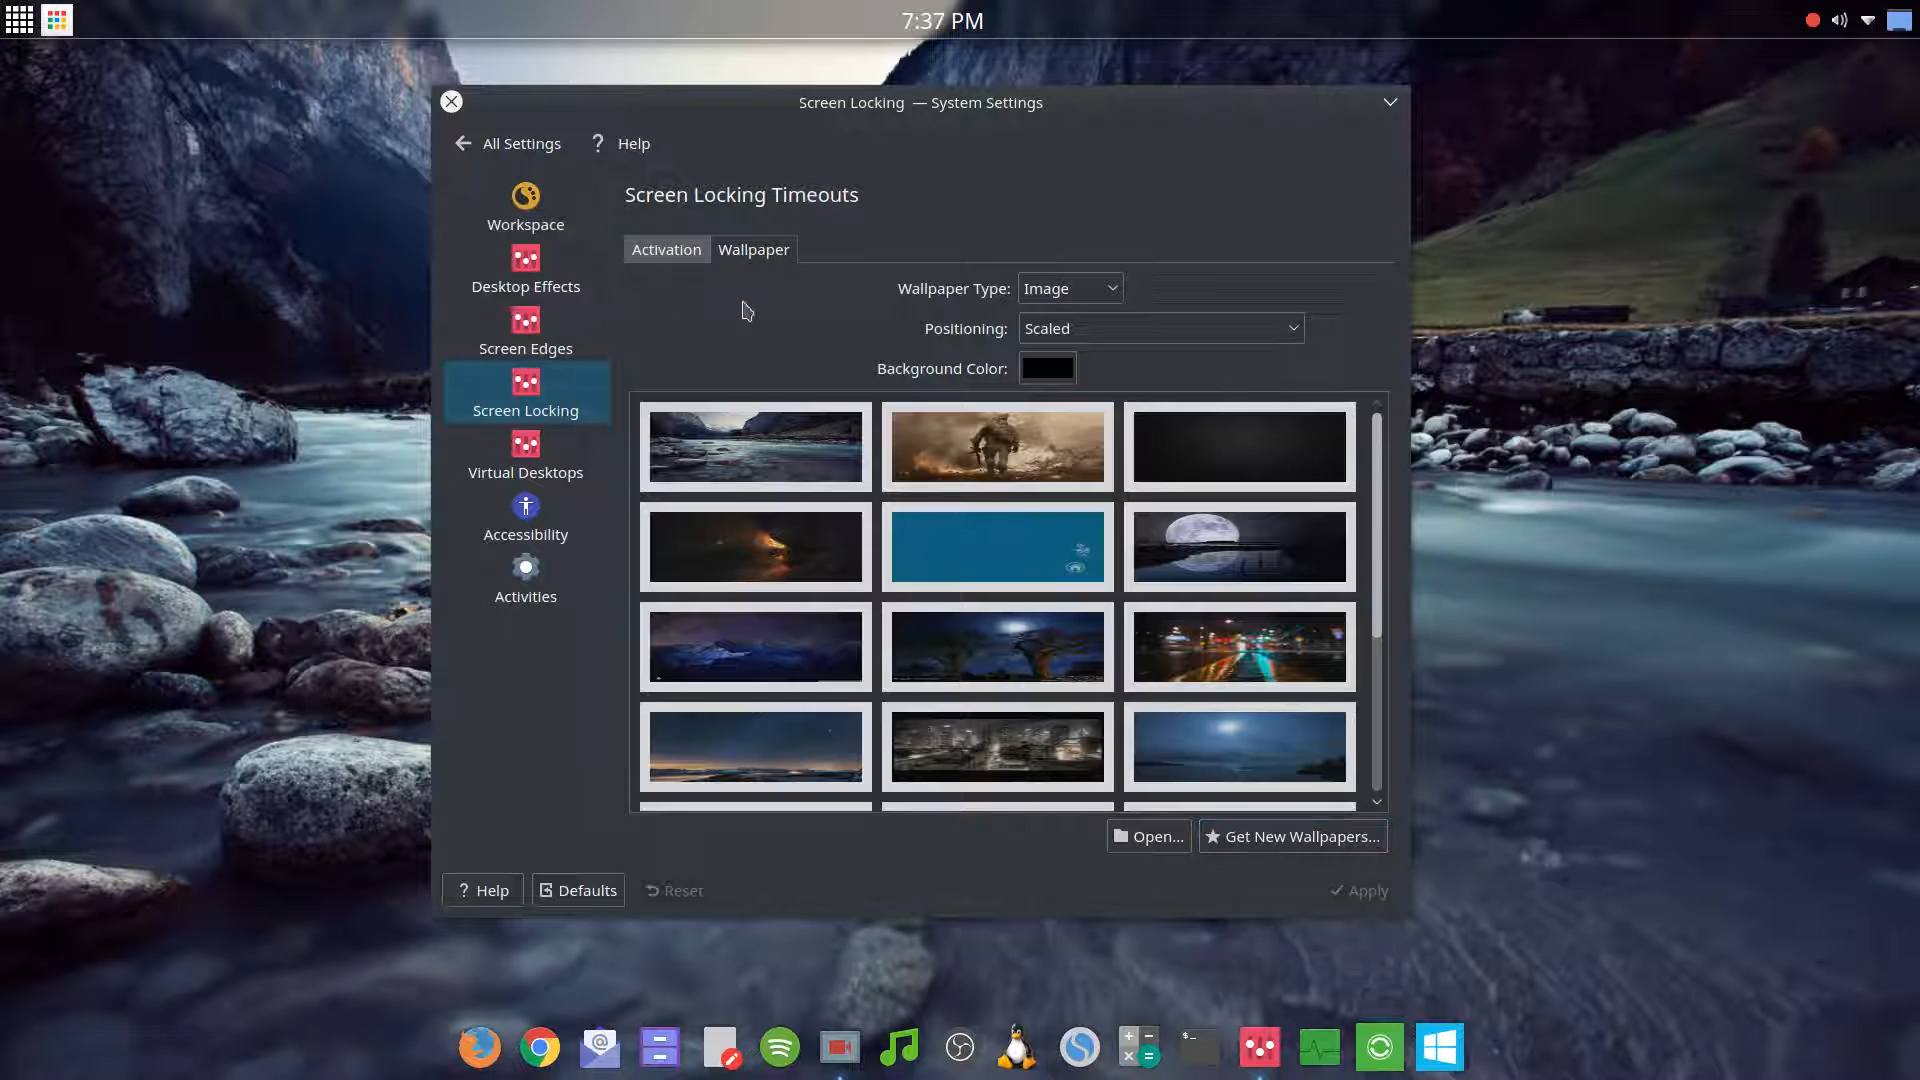 7:37 PM
Screen Locking — System Settings
All Settings
? Help
Screen Locking Timeouts
Workspace
Desktop Effects
Screen Edges
Screen Locking
Virtual Desktops
Accessibility
Activities
Activation
Wallpaper
Wallpaper Type: Image
Positioning: Scaled
Background Color:
Open...
Get New Wallpapers...
? Help
Defaults
Reset
Apply